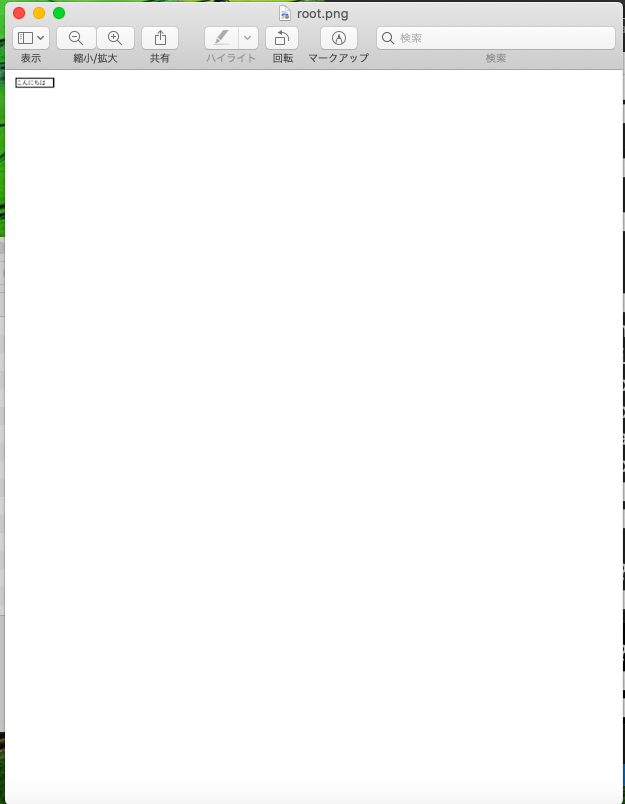 root.png
表示
縮小/拡大
共有
ハイライト
回転
マークアップ
検索
検索
こんにちは